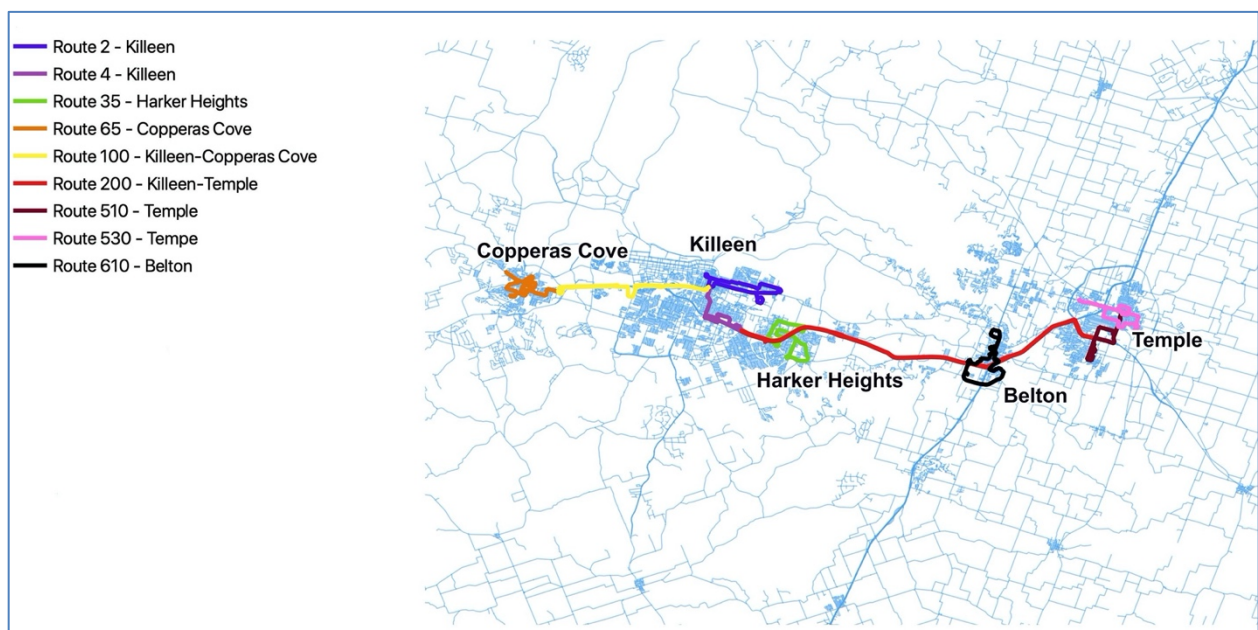 Route 2 - Killeen
Route 4 - Killeen
Route 35 - Harker Heights
Route 65 - Copperas Cove
Route 100 - Killeen-Copperas Cove
Route 200 - Killeen-Temple
Route 510 - Temple
Route 530 - Tempe
Route 610 - Belton
Copperas Cove
Killeen
Harker Heights
Belton
Temple